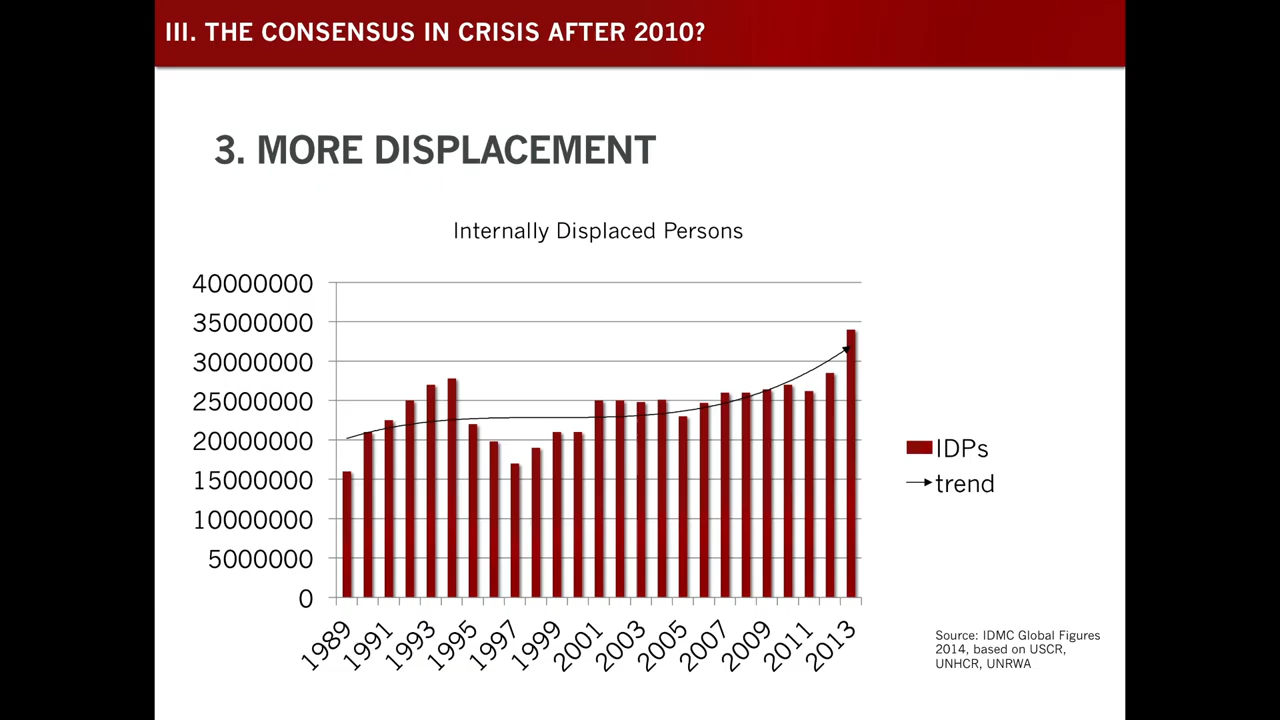 III. THE CONSENSUS IN CRISIS AFTER 2010?
3. MORE DISPLACEMENT
Internally Displaced Persons
40000000
35000000
30000000
25000000
20000000
15000000
10000000
5000000
0
1989
1991
1993
1995
1997
1999
2001
2003
2005
2007
2009
2011
2013
IDPs
trend
Source: IDMC Global Figures
2014, based on USCR,
UNHCR, UNRWA